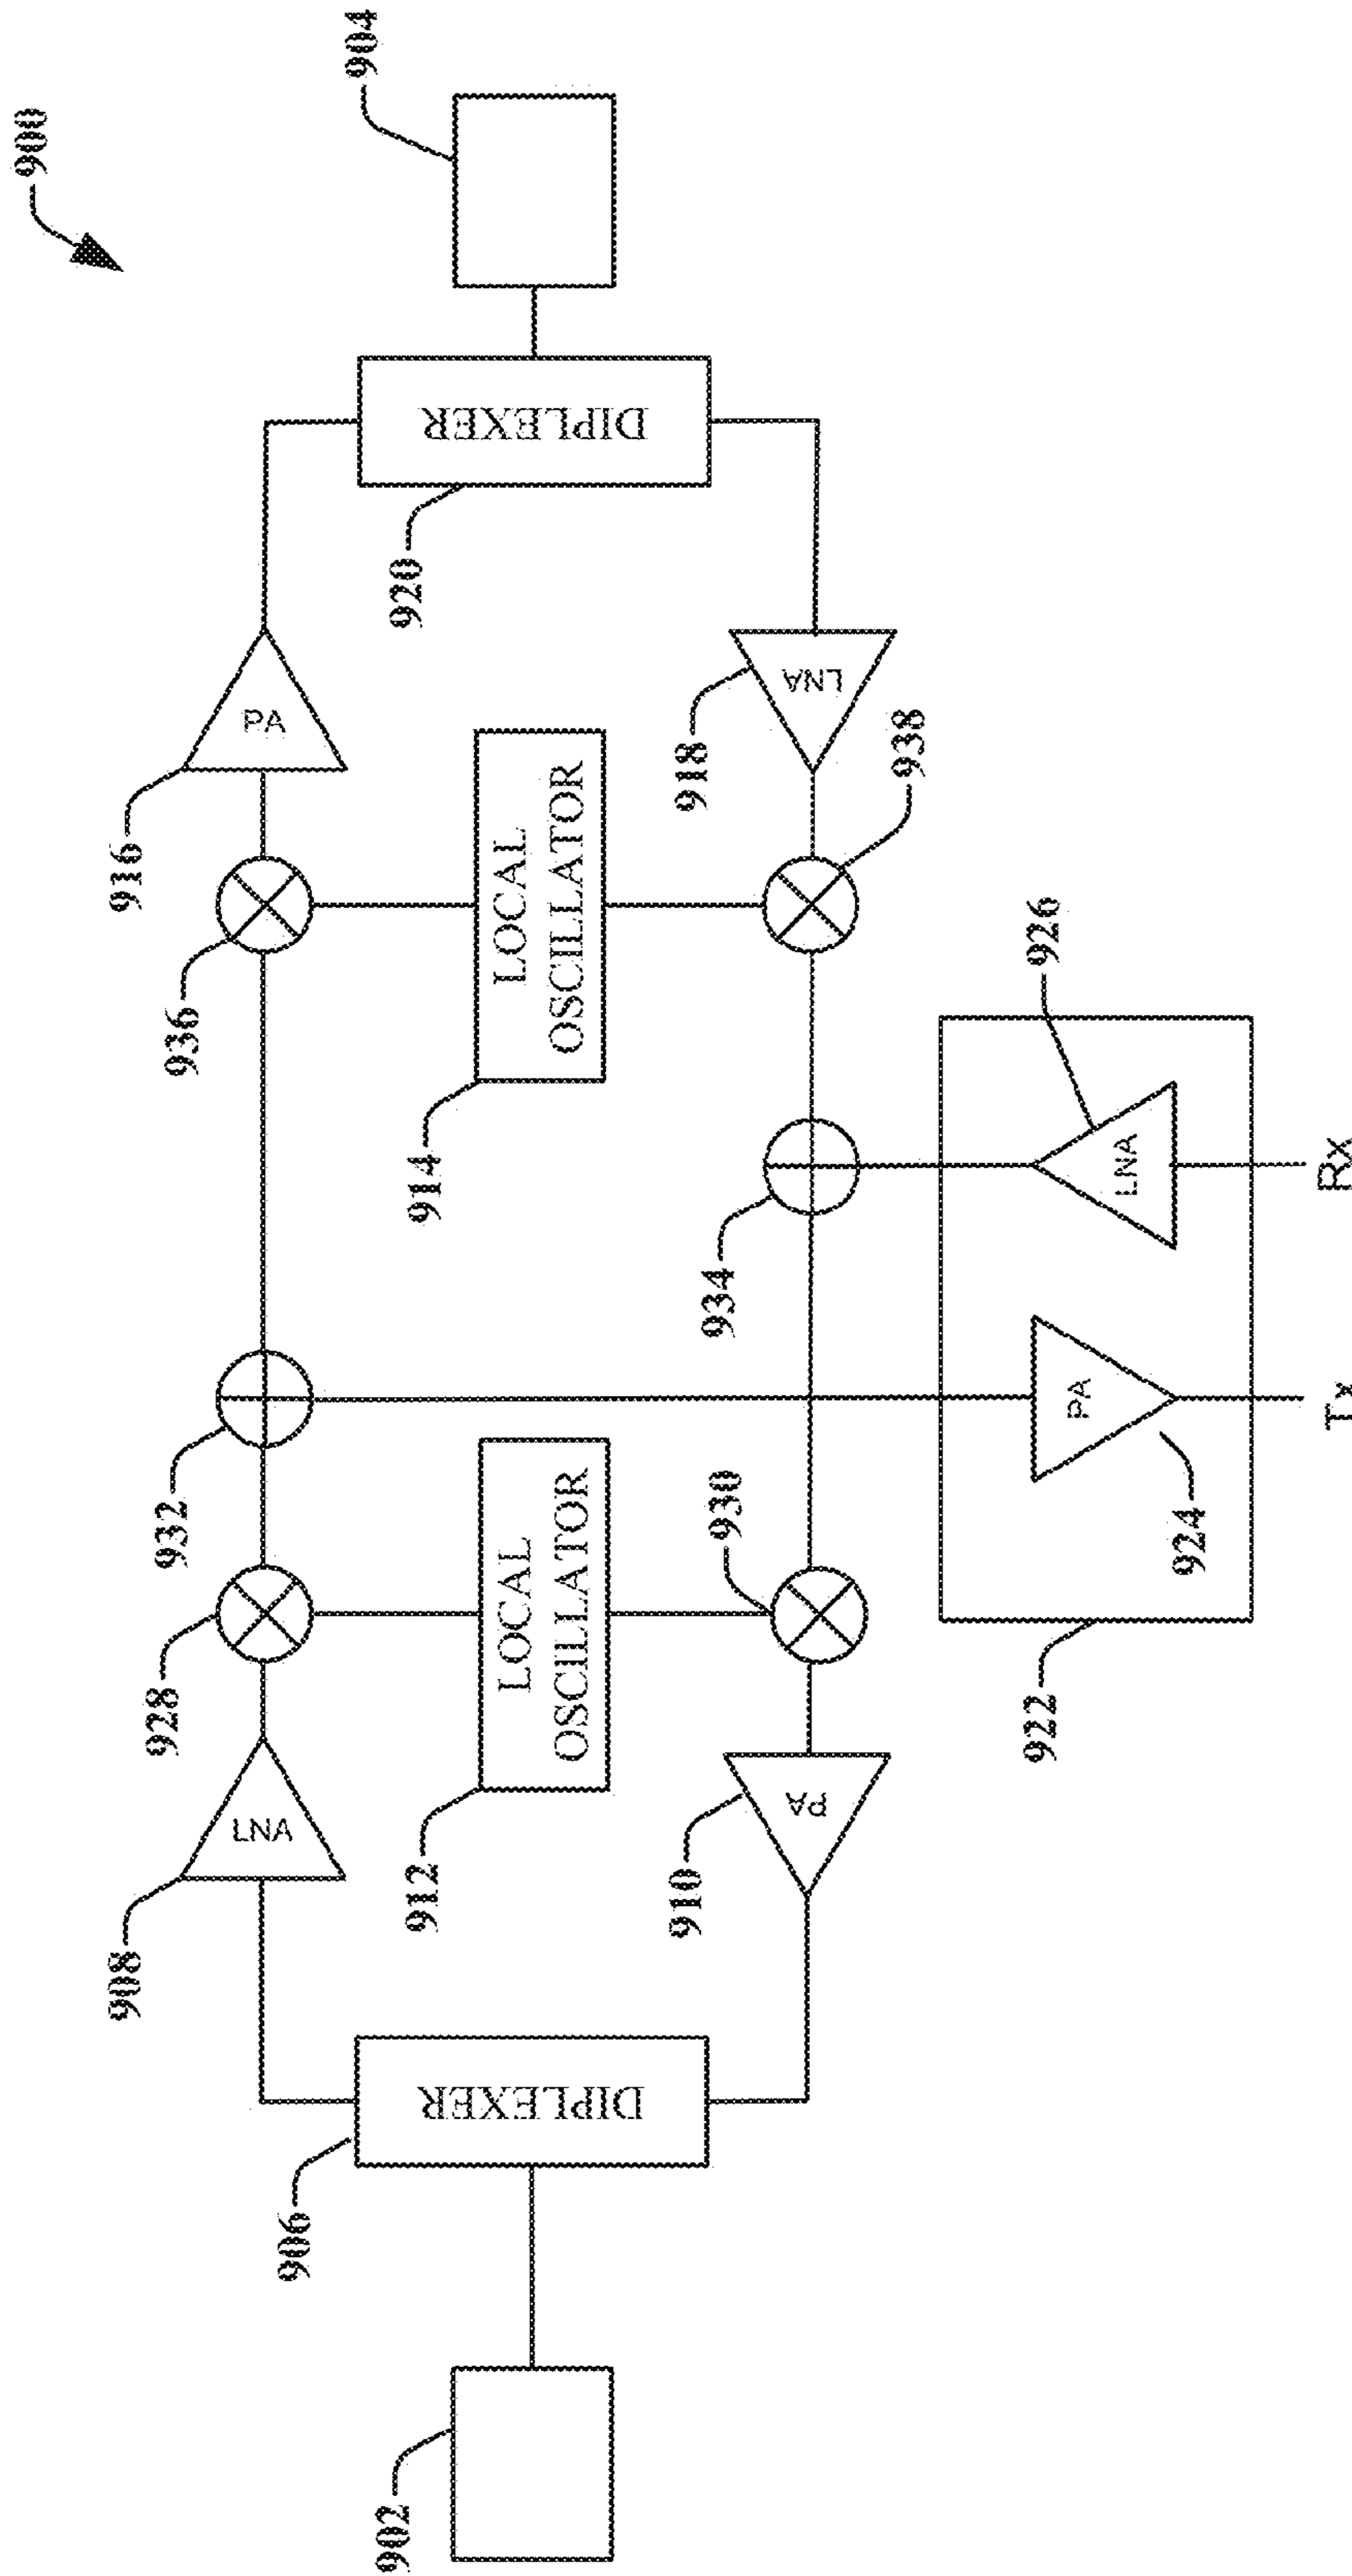 900
904
916
PA
920
DIPLEXER
936
LOCAL
OSCILLATOR
914
918
LNA
938
932
934
926
LNA
Rx
928
LOCAL
OSCILLATOR
912
930
PA
924
Tx
922
908
LNA
910
PA
906
DIPLEXER
902